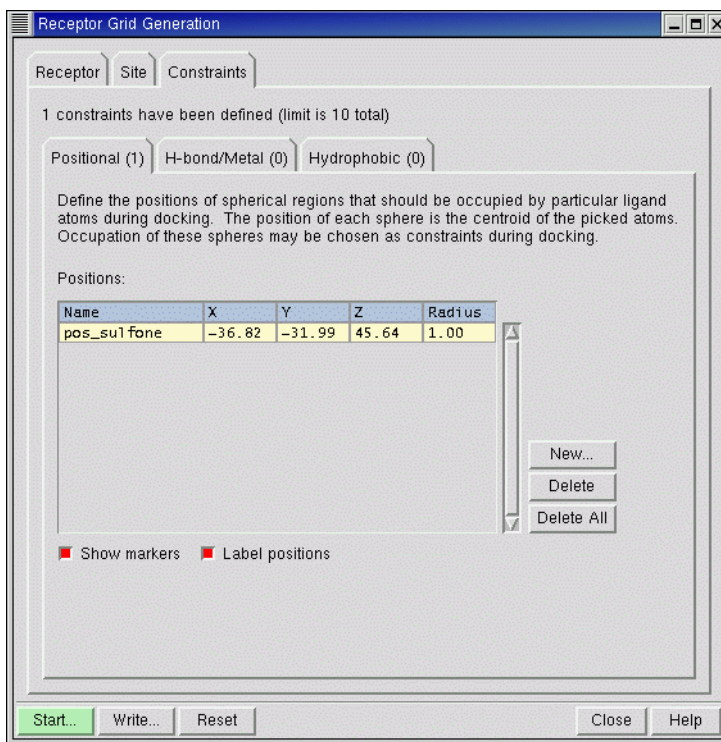 Receptor Grid Generation
Receptor Site Constraints
1 constraints have been defined (limit is 10 total)
Positional (1) H-bond/Metal (0) Hydrophobic (0)
Define the positions of spherical regions that should be occupied by particular ligand
atoms during docking. The position of each sphere is the centroid of the picked atoms.
Occupation of these spheres may be chosen as constraints during docking.
Positions:
Name X Y Z Radius
pos_sulfone -36.82 -31.99 45.64 1.00
New...
Delete
Delete All
Show markers Label positions
Start... Write... Reset Close Help